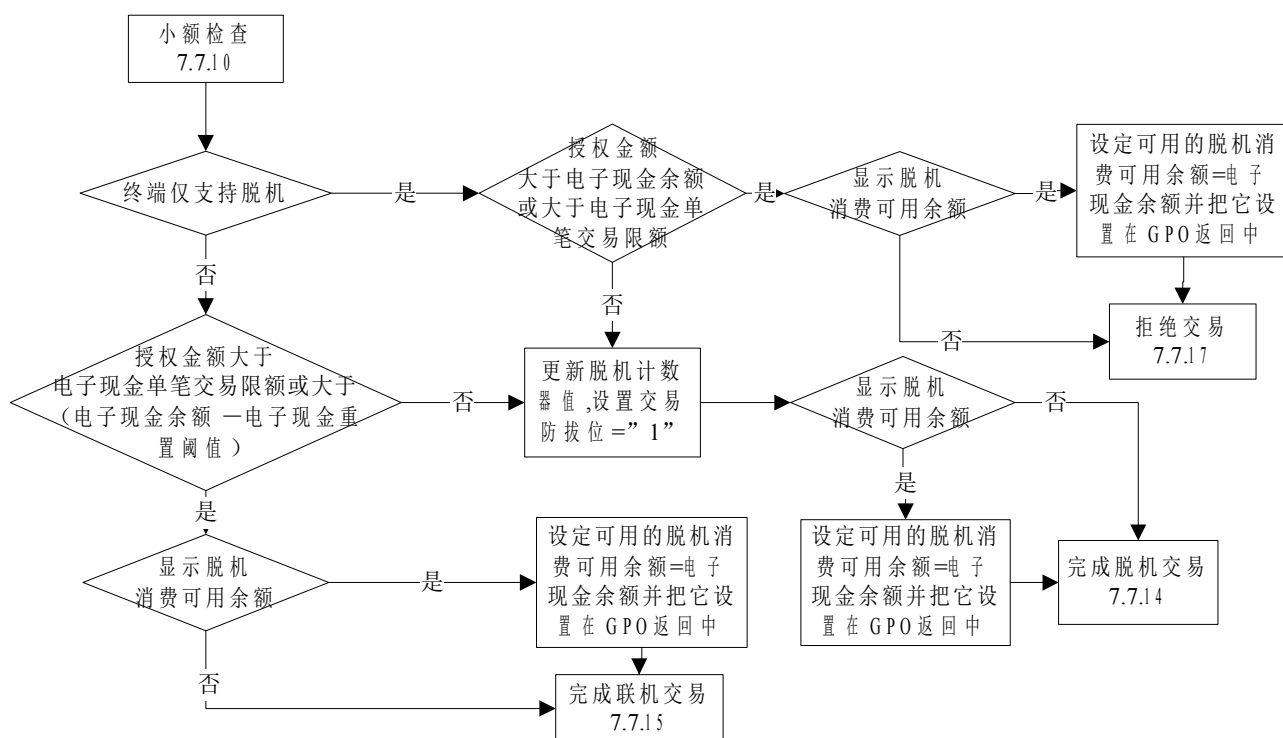 小额检查
7.7.10
终端仅支持脱机
是
授权金额
大于电子现金余额
或大于电子现金单
笔交易限额
是
显示脱机
消费可用余额
是
设定可用的脱机消
费可用余额=电子
现金余额并把它设
置在GPO返回中
否
否
否
拒绝交易
7.7.17
授权金额大于
电子现金单笔交易限额或大于
（电子现金余额－电子现金重
置阈值）
否
更新脱机计数
器值,设置交易
防拔位=”1”
显示脱机
消费可用余额
否
是
是
显示脱机
消费可用余额
是
设定可用的脱机消
费可用余额=电子
现金余额并把它设
置在GPO返回中
设定可用的脱机消
费可用余额=电子
现金余额并把它设
置在GPO返回中
完成脱机交易
7.7.14
否
完成联机交易
7.7.15